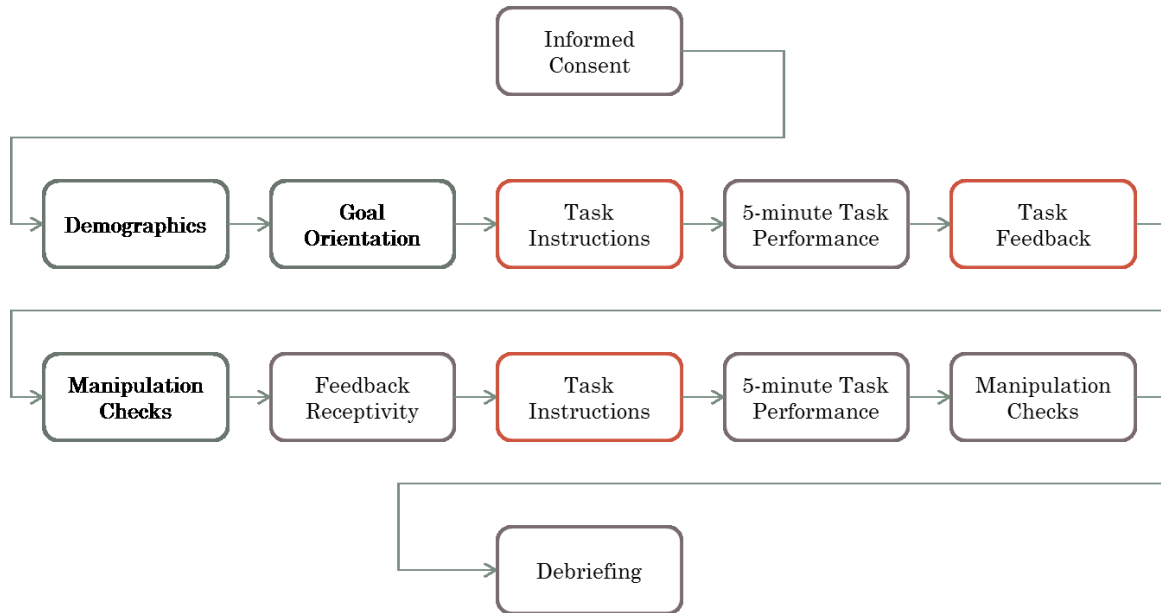 Informed
Consent
Demographics
Goal
Orientation
Task
Instructions
5-minute Task
Performance
Task
Feedback
Manipulation
Checks
Feedback
Receptivity
Task
Instructions
5-minute Task
Performance
Manipulation
Checks
Debriefing